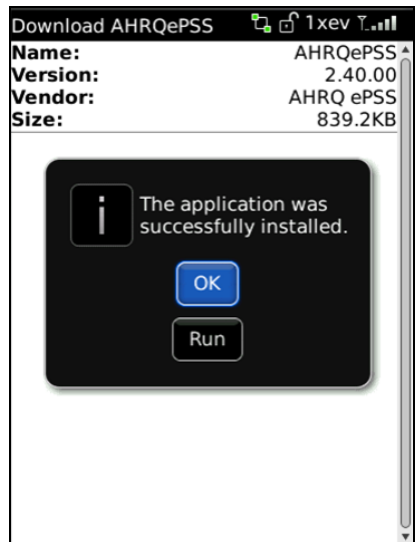 Download AHRQePSS 1xev
Name: AHRQePSS
Version: 2.40.00
Vendor: AHRQ ePSS
Size: 839.2KB
i
The application was
successfully installed.
OK
Run